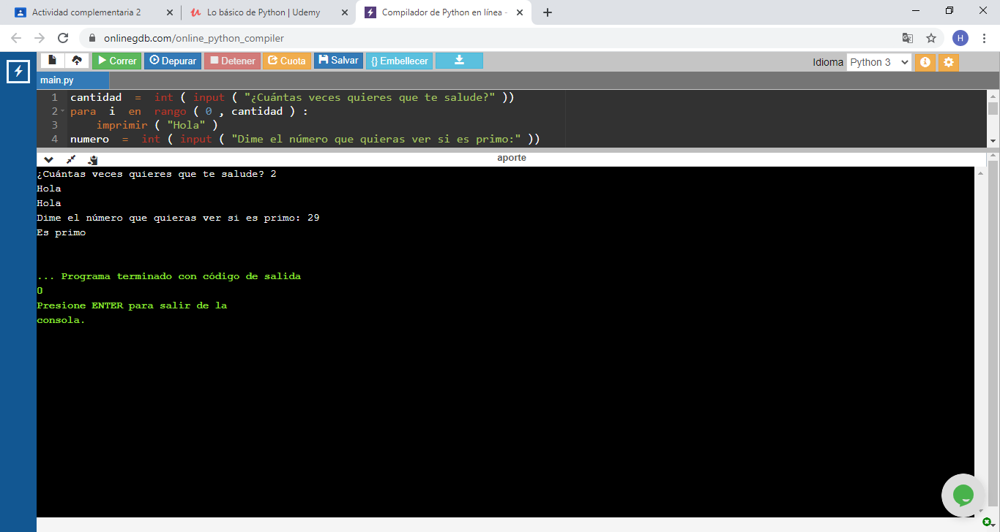 Actividad complementaria 2
Lo básico de Python | Udemy
Compilador de Python en línea -
onlinegdb.com/online_python_compiler
H
Correr Depurar Detener Cuota Salvar {} Embellecer
Idioma Python 3
main.py
1 cantidad = int ( input ( "¿Cuántas veces quieres que te salude?" ))
2 para i en rango ( 0 , cantidad ) :
3 imprimir ( "Hola" )
4 numero = int ( input ( "Dime el número que quieras ver si es primo:" ))
aporte
¿Cuántas veces quieres que te salude? 2
Hola
Hola
Dime el número que quieras ver si es primo: 29
Es primo
... Programa terminado con código de salida
0
Presione ENTER para salir de la
consola.